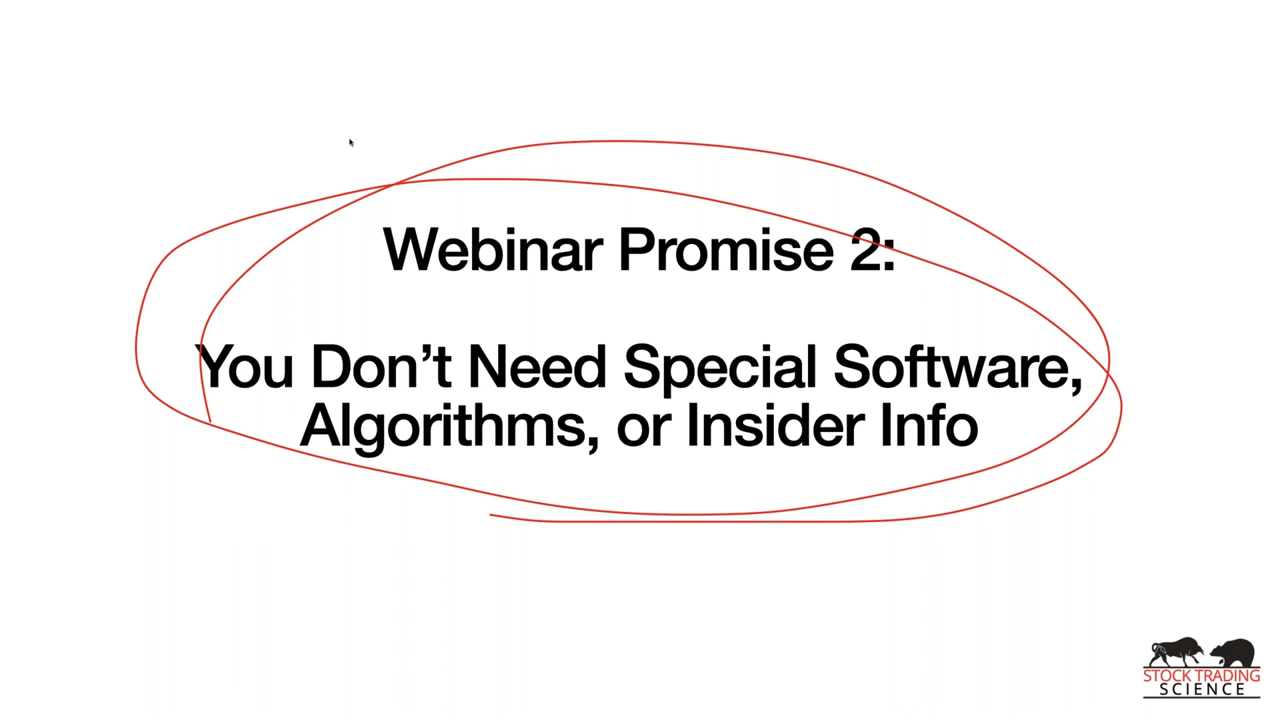 Webinar Promise 2:
You Don’t Need Special Software,
Algorithms, or Insider Info
STOCK TRADING
SCIENCE